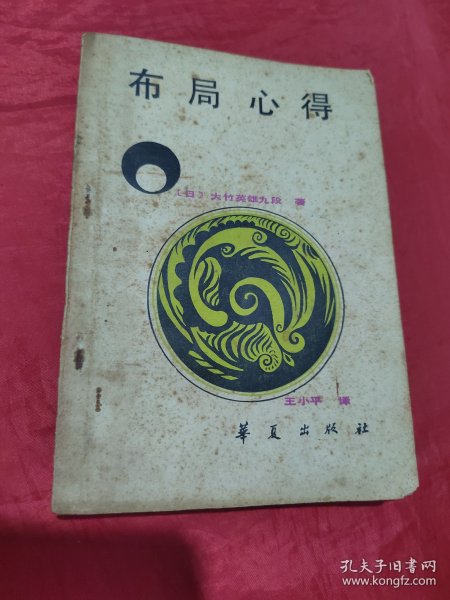 布局心得
〔日〕大竹英雄九段 著
王小平 译
华夏出版社
孔夫子旧书网
www.kongfz.com